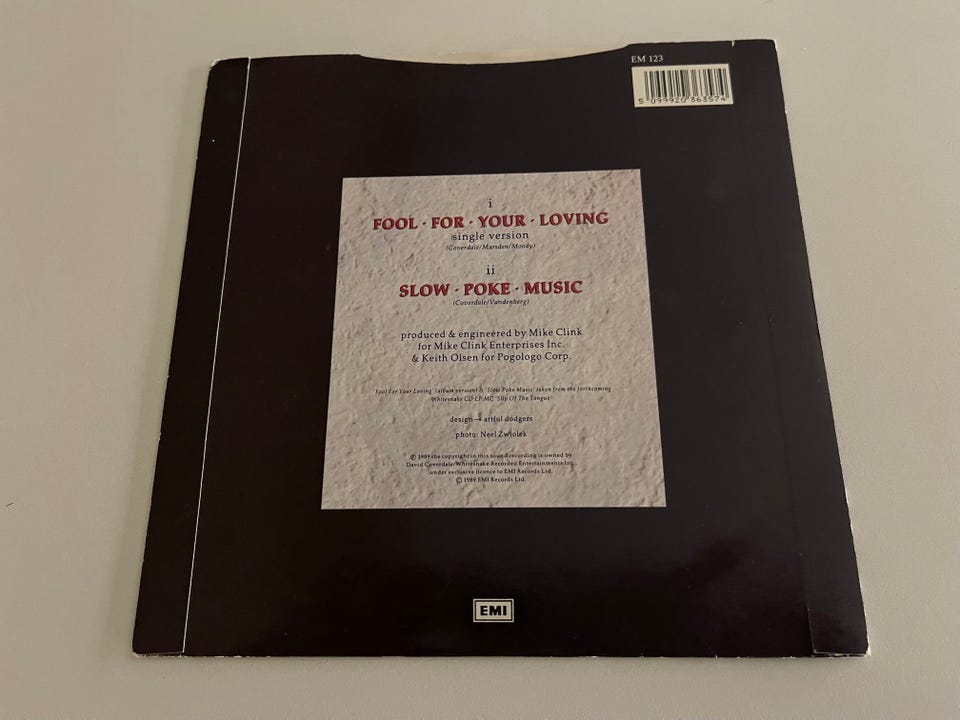 EM 123
5 099920 363574
i
FOOL · FOR · YOUR · LOVING
single version
(Coverdale/Marsden/Moody)
ii
SLOW · POKE · MUSIC
(Coverdale/Vandenberg)
produced & engineered by Mike Clink
for Mike Clink Enterprises Inc.
& Keith Olsen for Pogologo Corp.
'Fool For Your Loving' (album version) & 'Slow Poke Music' taken from the forthcoming
Whitesnake CD·LP·MC 'Slip Of The Tongue'
design → artful dodgers
photo: Neel Zwiolek
℗ 1989 the copyright in this sound recording is owned by
David Coverdale/Whitesnake Recorded Entertainments Inc.
under exclusive licence to EMI Records Ltd.
© 1989 EMI Records Ltd.
EMI